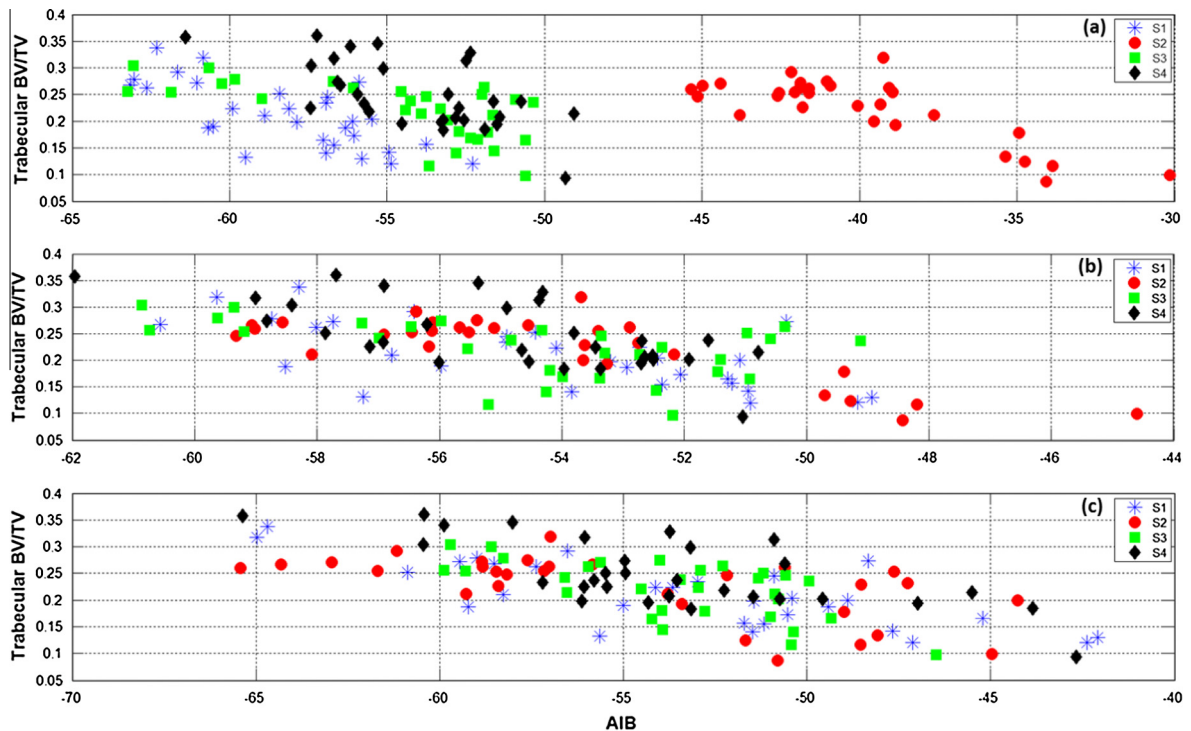 (a)
S1
S2
S3
S4
Trabecular BV/TV
0.4
0.35
0.3
0.25
0.2
0.15
0.1
0.05
-65
-60
-55
-50
-45
-40
-35
-30
(b)
S1
S2
S3
S4
Trabecular BV/TV
0.4
0.35
0.3
0.25
0.2
0.15
0.1
0.05
-62
-60
-58
-56
-54
-52
-50
-48
-46
-44
(c)
S1
S2
S3
S4
Trabecular BV/TV
0.4
0.35
0.3
0.25
0.2
0.15
0.1
0.05
-70
-65
-60
-55
-50
-45
-40
AIB